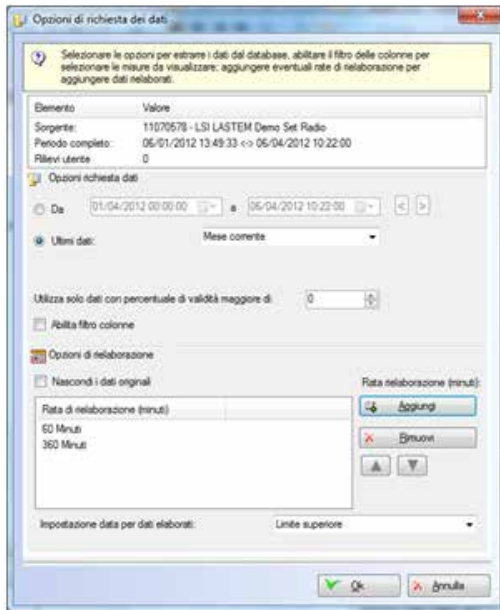 Opzioni di richiesta dei dati
Selezionare le opzioni per estrarre i dati dal database, abilitare il filtro delle colonne per
selezionare le misure da visualizzare; aggiungere eventuali rate di rielaborazione per
aggiungere dati rielaborati.
Elemento Valore
Sorgente: 11070578 - LSI LASTEM Demo Set Radio
Periodo completo: 06/01/2012 13:49:33 <-> 06/04/2012 10:22:00
Rilievi utente 0
Opzioni richiesta dati
Da 01/04/2012 00:00:00 a 06/04/2012 10:22:00 < >
Ultimi dati: Mese corrente
Utilizza solo dati con percentuale di validità maggiore di: 0
Abilita filtro colonne
Opzioni di rielaborazione
Nascondi i dati originali Rata rielaborazione (minuti):
Rata di rielaborazione (minuti) Aggiungi
60 Minuti
Rimuovi
360 Minuti
Impostazione data per dati elaborati: Limite superiore
Ok Annulla